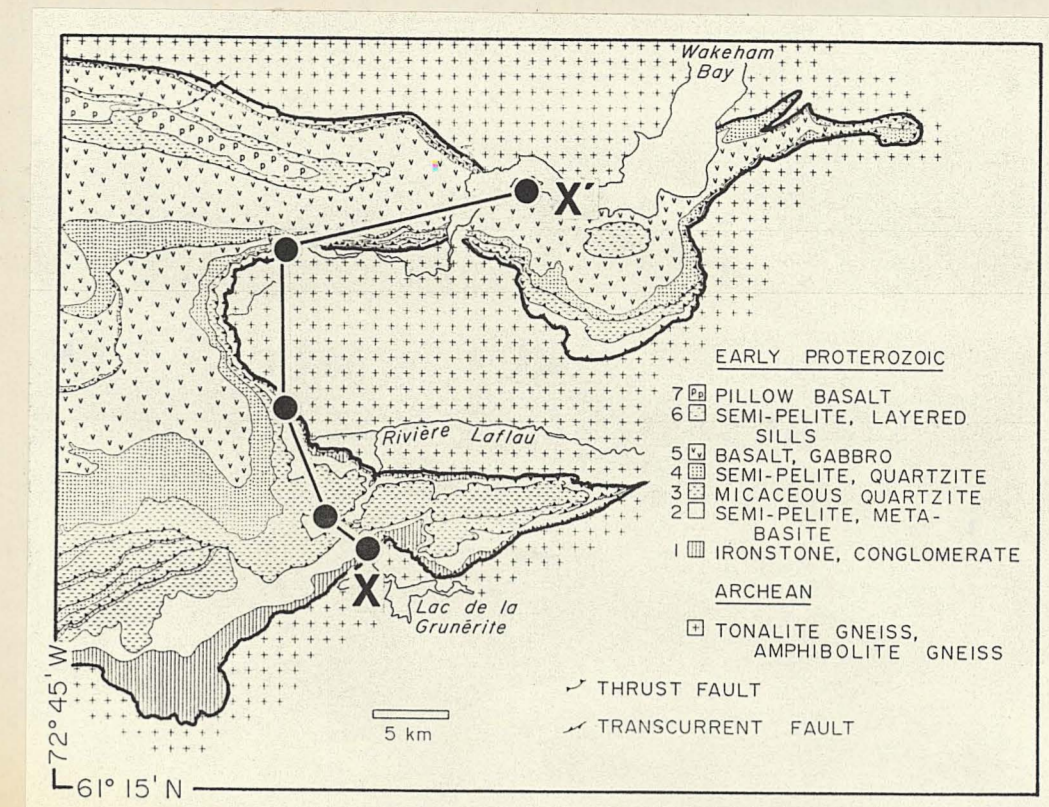 Wakeham
Bay
X´
EARLY PROTEROZOIC
7 pp PILLOW BASALT
6 SEMI-PELITE, LAYERED
SILLS
5 v v BASALT, GABBRO
4 SEMI-PELITE, QUARTZITE
3 MICACEOUS QUARTZITE
2 SEMI-PELITE, META-
BASITE
1 IRONSTONE, CONGLOMERATE
ARCHEAN
+ TONALITE GNEISS,
AMPHIBOLITE GNEISS
Rivière Laflau
X
Lac de la
Grunérite
THRUST FAULT
TRANSCURRENT FAULT
5 km
72° 45' W
61° 15' N